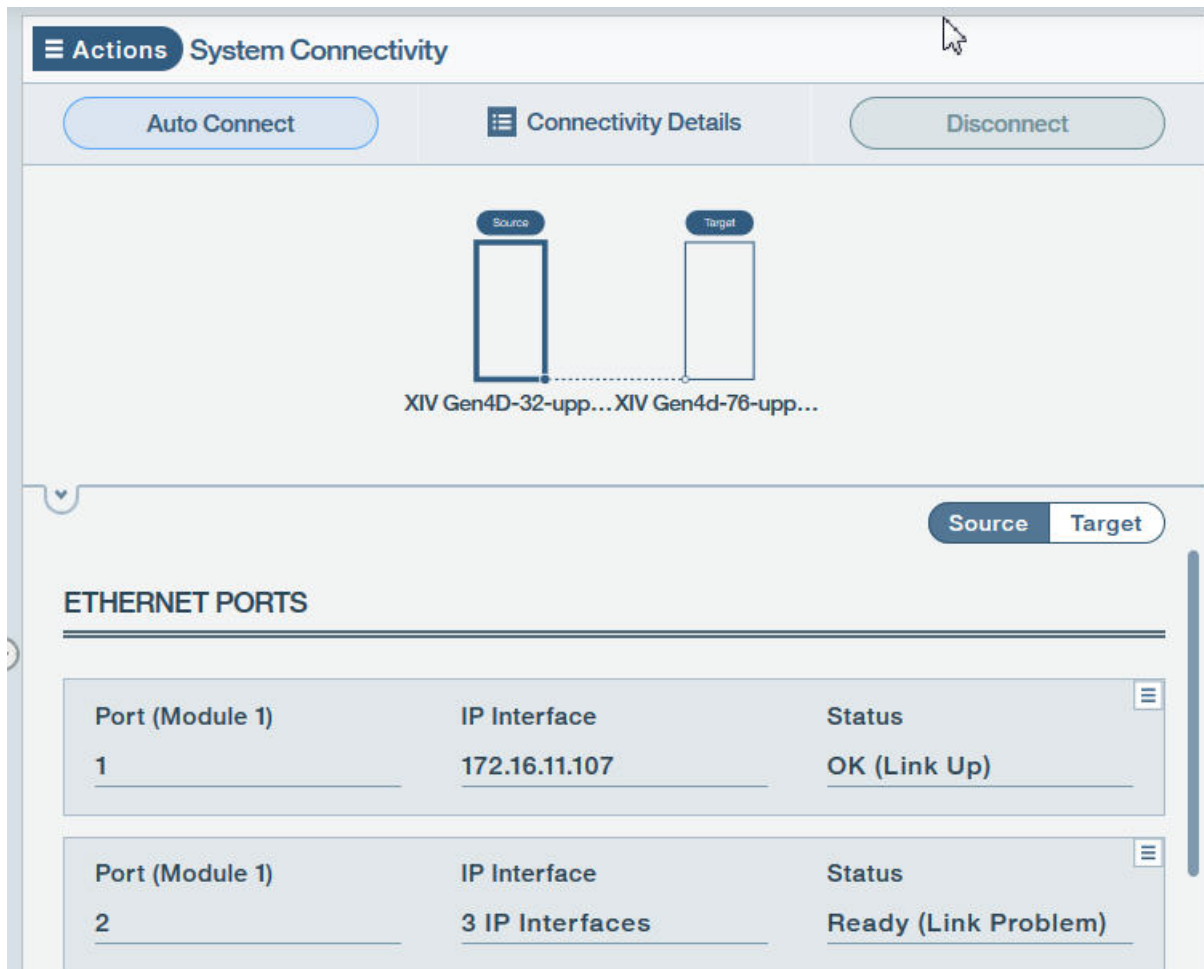 Actions System Connectivity
Auto Connect Connectivity Details Disconnect
Source Target
XIV Gen4D-32-upp... XIV Gen4d-76-upp...
Source Target
ETHERNET PORTS
Port (Module 1) IP Interface Status
1 172.16.11.107 OK (Link Up)
Port (Module 1) IP Interface Status
2 3 IP Interfaces Ready (Link Problem)